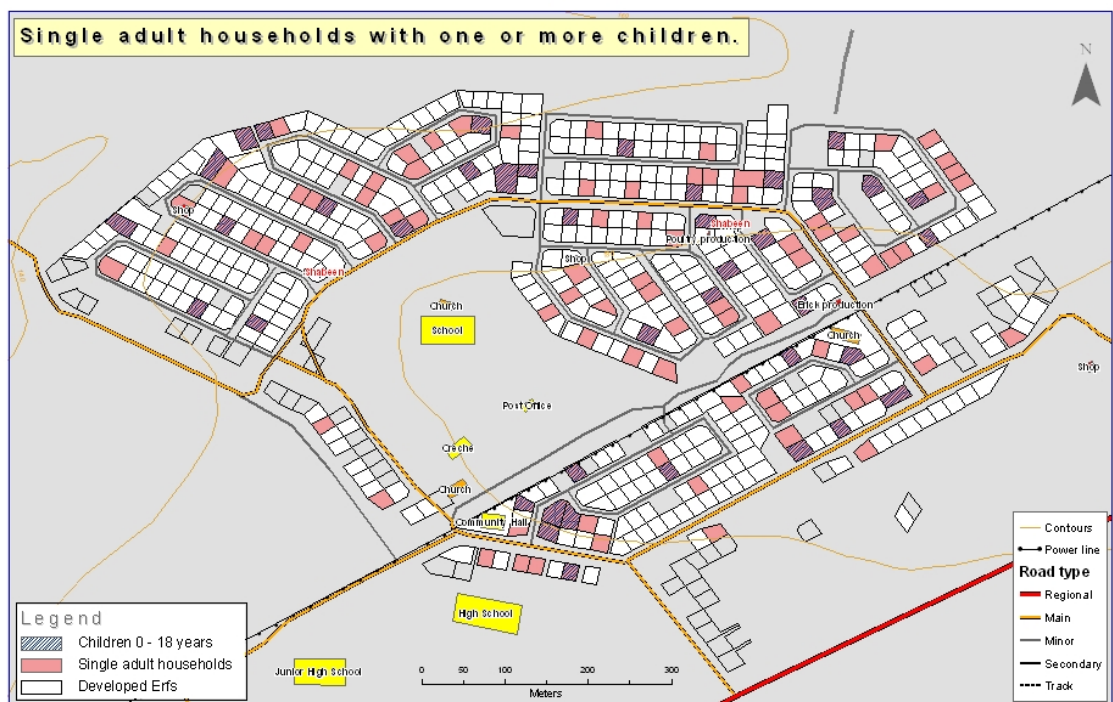 Single adult households with one or more children.
N
Shop
Shabeen
Poultry production
Shop
Shabeen
Church
School
Brick production
Church
Shop
Post Office
Creche
Church
Community Hall
High School
Junior High School
Legend
Children 0 - 18 years
Single adult households
Developed Erfs
0 50 100 200 300
Meters
Contours
Power line
Road type
Regional
Main
Minor
Secondary
Track